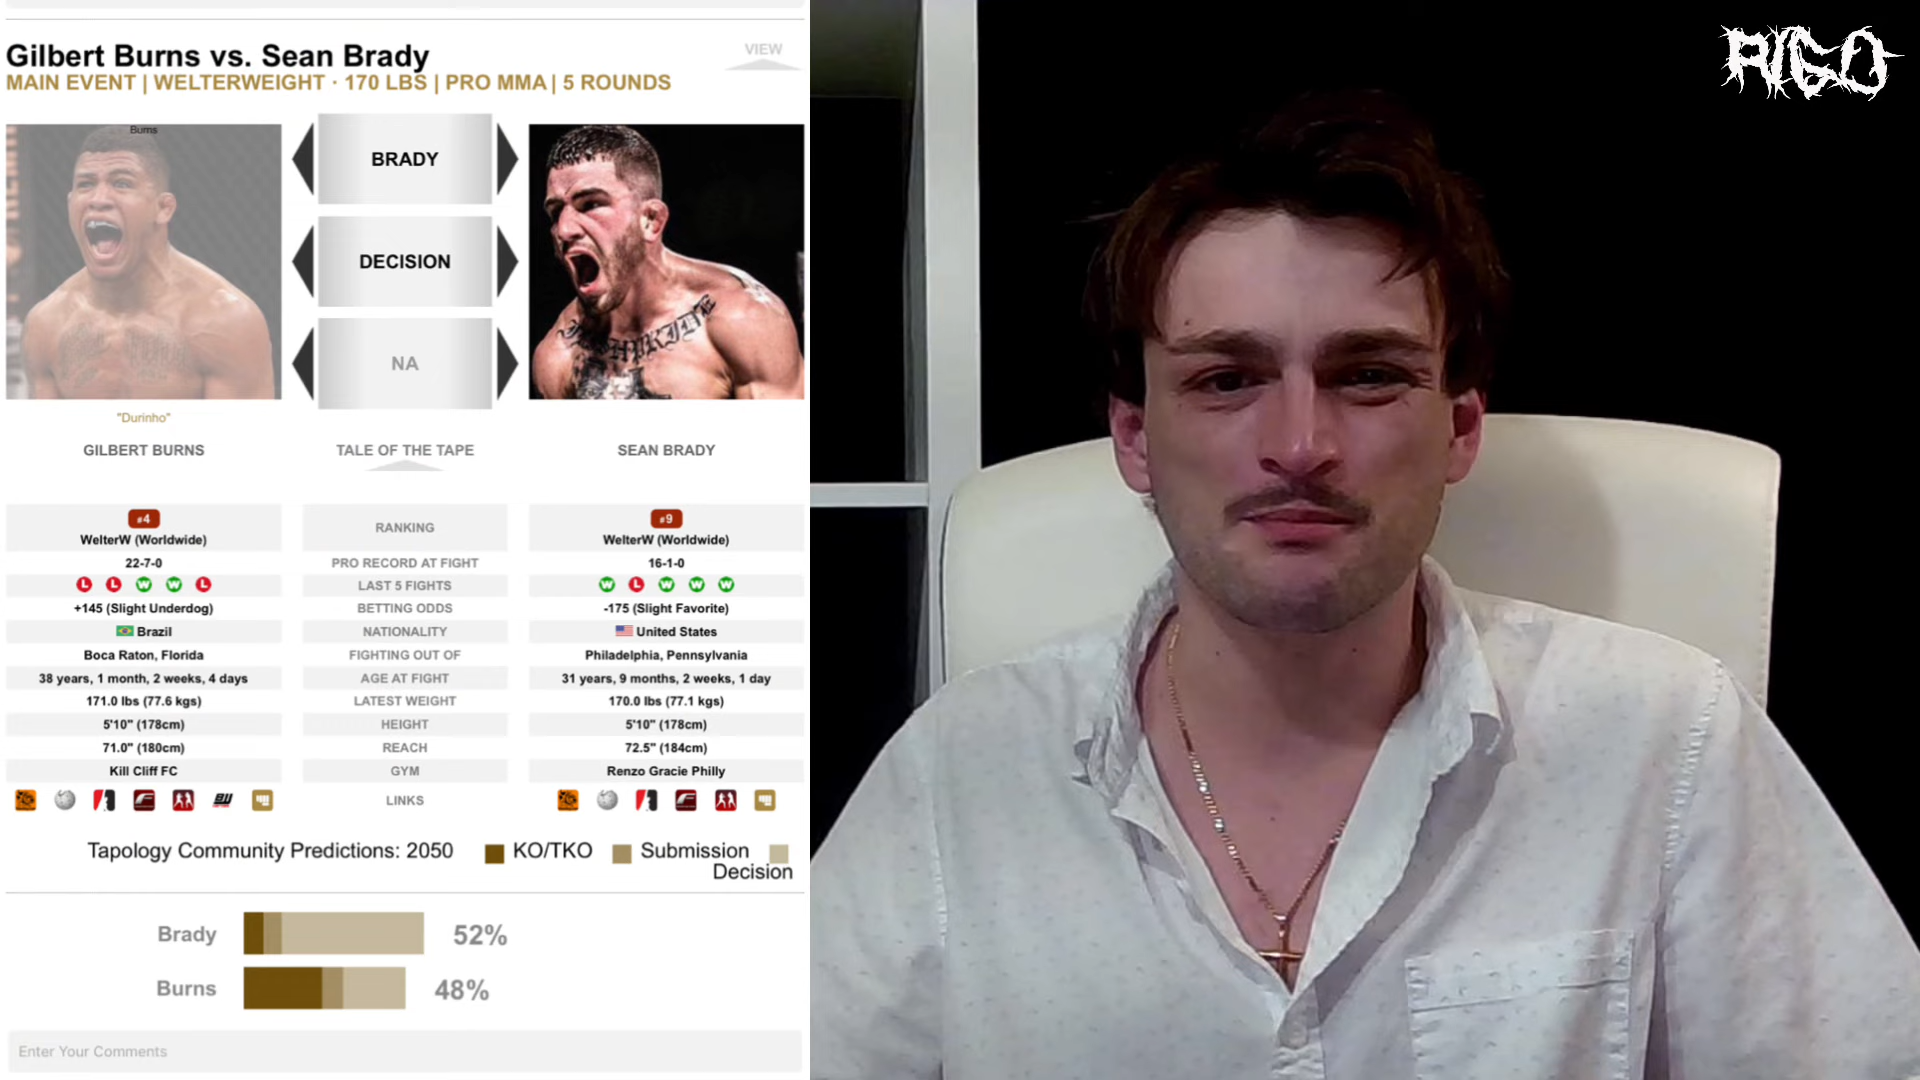 Gilbert Burns vs. Sean Brady
VIEW
MAIN EVENT | WELTERWEIGHT · 170 LBS | PRO MMA | 5 ROUNDS
Burns
BRADY
DECISION
NA
"Durinho"
GILBERT BURNS
TALE OF THE TAPE
SEAN BRADY
#4
WelterW (Worldwide)
RANKING
#9
WelterW (Worldwide)
22-7-0
PRO RECORD AT FIGHT
16-1-0
L L W W L
LAST 5 FIGHTS
W L W W W
+145 (Slight Underdog)
BETTING ODDS
-175 (Slight Favorite)
Brazil
NATIONALITY
United States
Boca Raton, Florida
FIGHTING OUT OF
Philadelphia, Pennsylvania
38 years, 1 month, 2 weeks, 4 days
AGE AT FIGHT
31 years, 9 months, 2 weeks, 1 day
171.0 lbs (77.6 kgs)
LATEST WEIGHT
170.0 lbs (77.1 kgs)
5'10" (178cm)
HEIGHT
5'10" (178cm)
71.0" (180cm)
REACH
72.5" (184cm)
Kill Cliff FC
GYM
Renzo Gracie Philly
LINKS
Tapology Community Predictions: 2050
KO/TKO
Submission
Decision
Brady
52%
Burns
48%
Enter Your Comments
RIGO